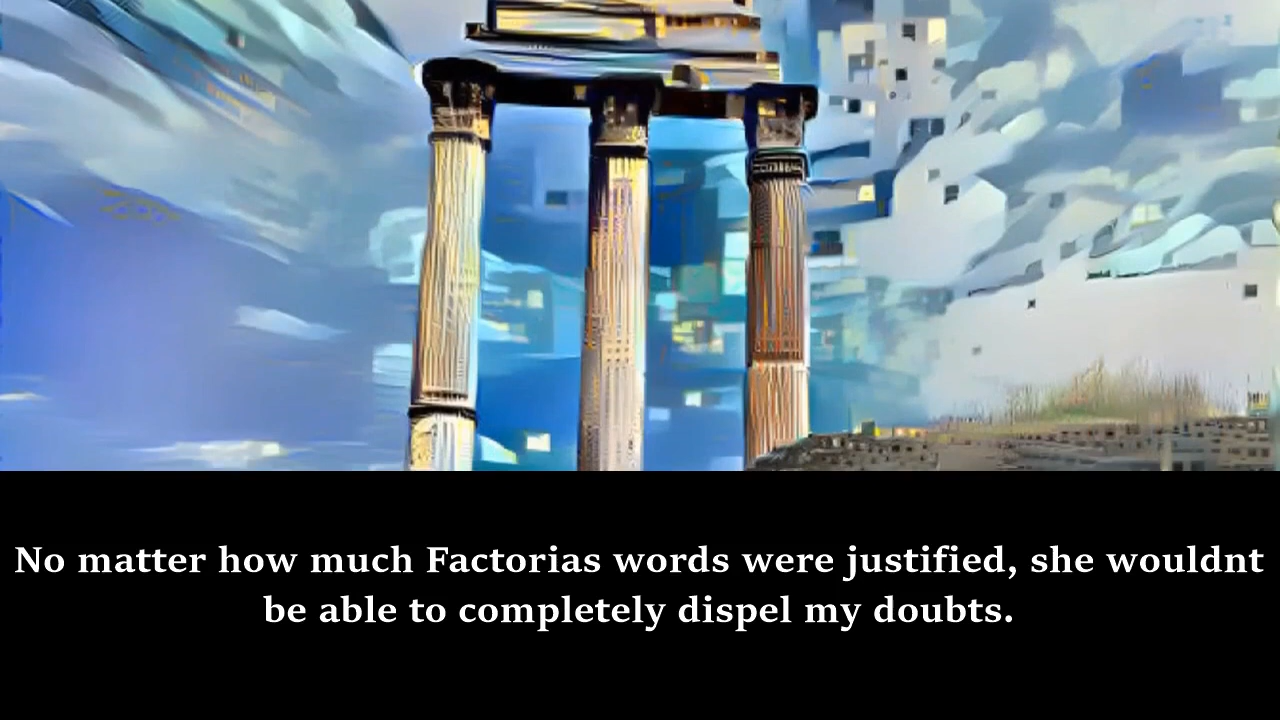 No matter how much Factorias words were justified, she wouldnt
be able to completely dispel my doubts.